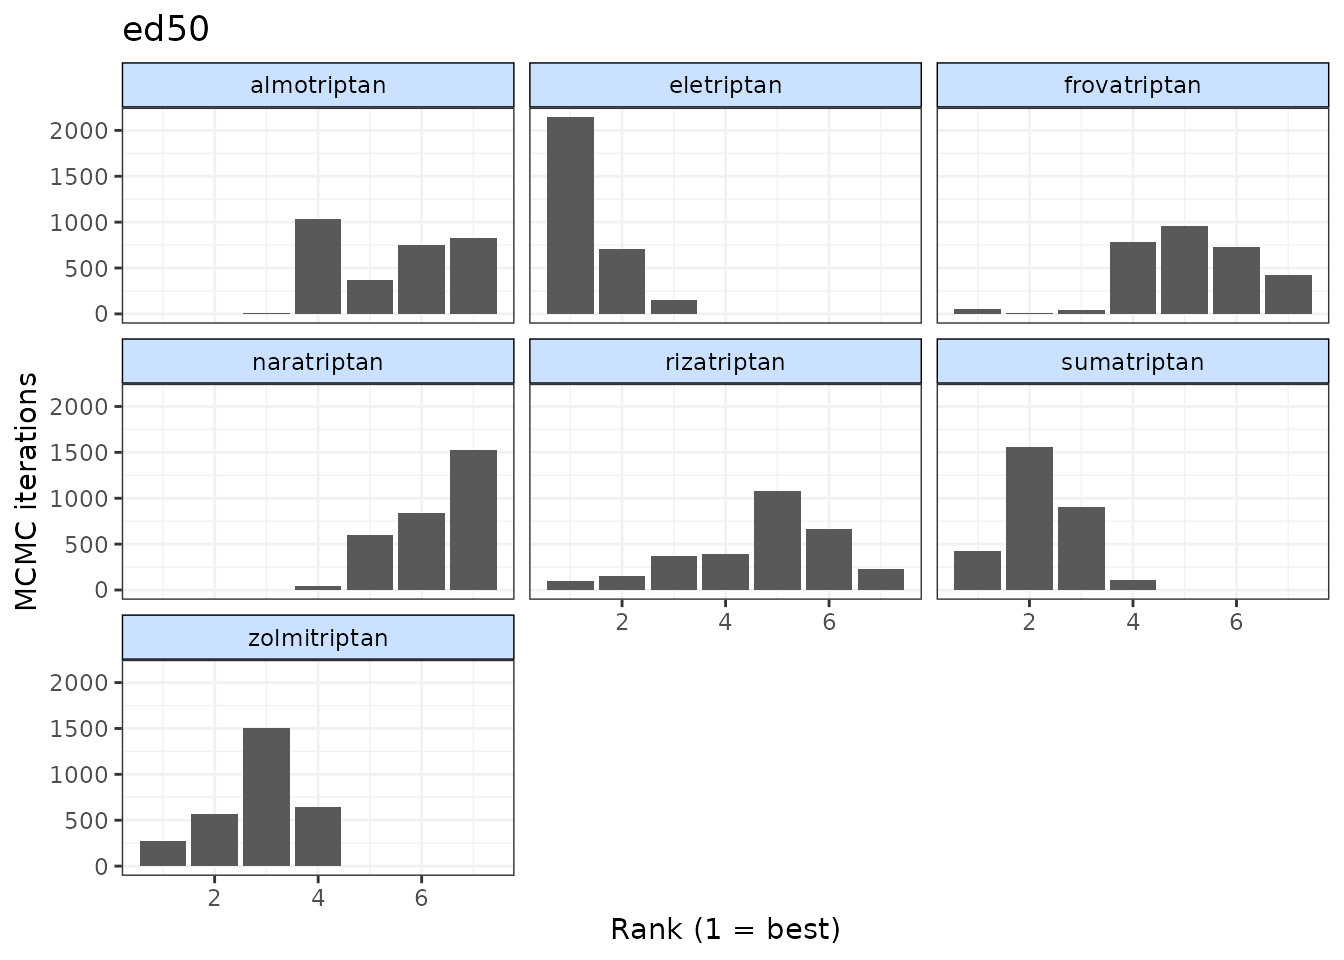 ed50
almotriptan
eletriptan
frovatriptan
2000
1500
1000
500
0
naratriptan
rizatriptan
sumatriptan
2000
1500
1000
500
0
2 4 6
2 4 6
zolmitriptan
2000
1500
1000
500
0
2 4 6
MCMC iterations
Rank (1 = best)